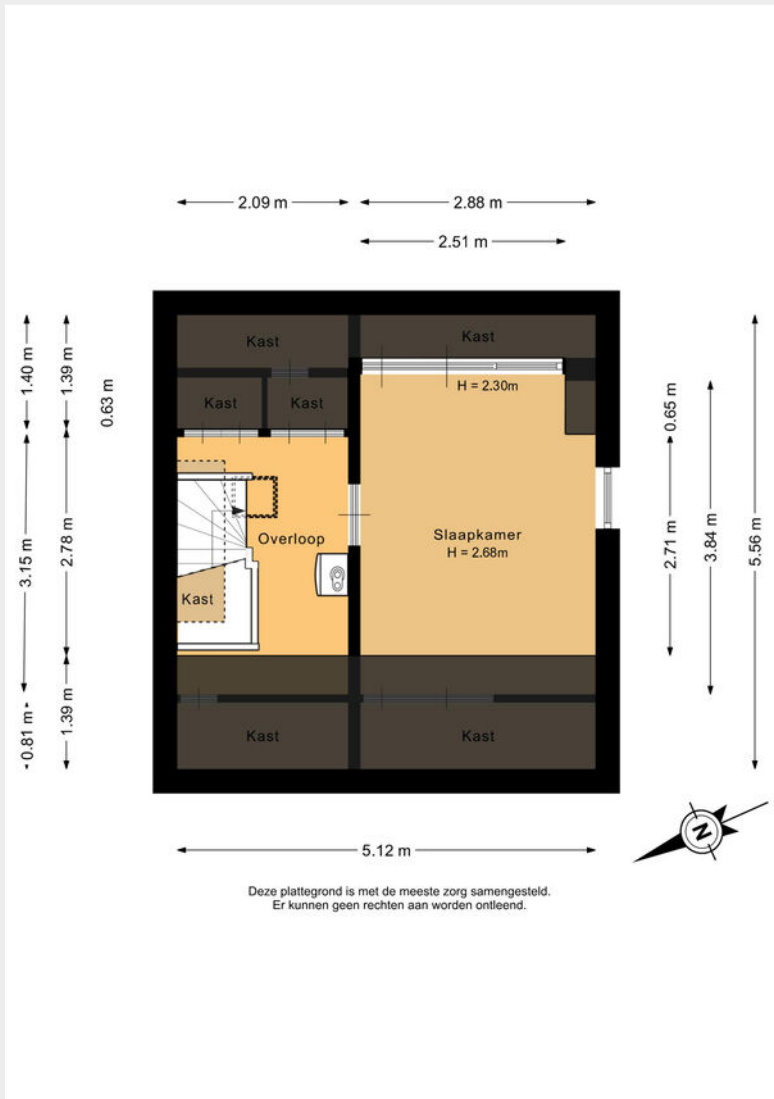 2.09 m
2.88 m
2.51 m
1.40 m
1.39 m
0.63 m
Kast
Kast
H = 2.30m
Kast
Kast
0.65 m
3.15 m
2.78 m
Overloop
Slaapkamer
H = 2.68m
Kast
2.71 m
3.84 m
5.56 m
0.81 m
1.39 m
Kast
Kast
5.12 m
N
Deze plattegrond is met de meeste zorg samengesteld.
Er kunnen geen rechten aan worden ontleend.